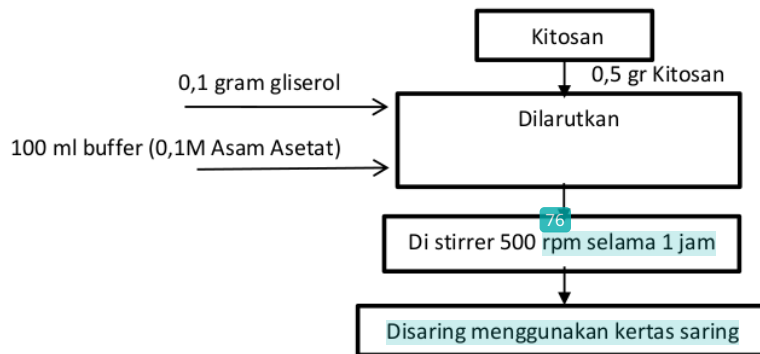 Kitosan
0,5 gr Kitosan
0,1 gram gliserol
Dilarutkan
100 ml buffer (0,1M Asam Asetat)
76
Di stirrer 500 rpm selama 1 jam
Disaring menggunakan kertas saring